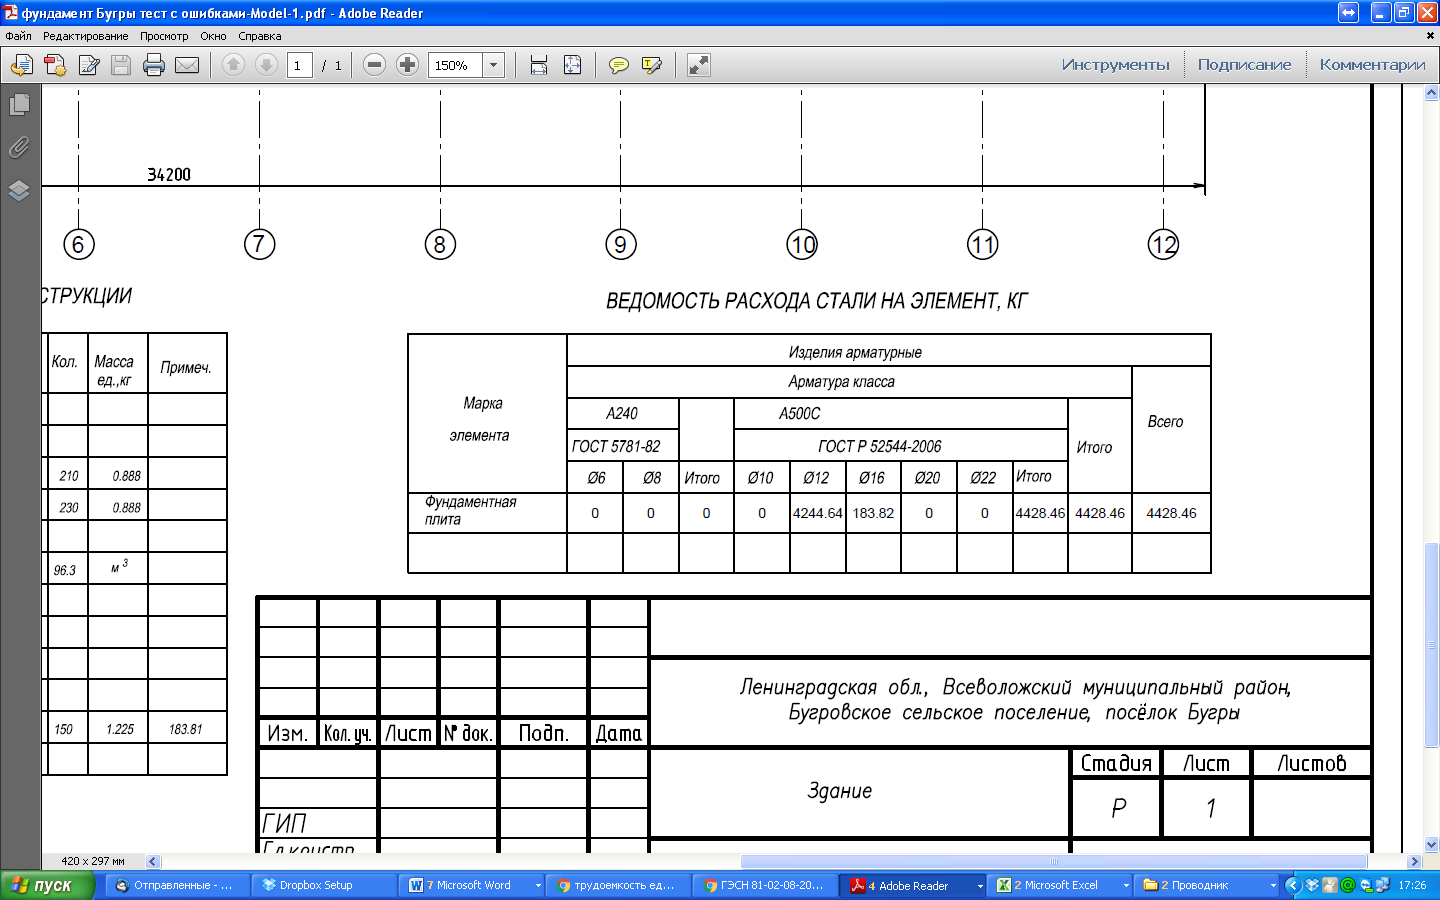 фундамент Бугры тест с ошибками-Model-1.pdf - Adobe Reader
Файл Редактирование Просмотр Окно Справка
1 / 1 150% Инструменты Подписание Комментарии
34200
6 7 8 9 10 11 12
СТРУКЦИИ
Кол. Масса ед.,кг Примеч.
210 0.888
230 0.888
96.3 м 3
150 1.225 183.81
ВЕДОМОСТЬ РАСХОДА СТАЛИ НА ЭЛЕМЕНТ, КГ
Марка элемента
Изделия арматурные
Арматура класса
Всего
А240 А500С
Итого
ГОСТ 5781-82 ГОСТ Р 52544-2006
Ø6 Ø8 Итого Ø10 Ø12 Ø16 Ø20 Ø22 Итого
Фундаментная
плита
0 0 0 0 4244.64 183.82 0 0 4428.46 4428.46 4428.46
Ленинградская обл., Всеволожский муниципальный район,
Бугровское сельское поселение, посёлок Бугры
Изм. Кол. уч. Лист № док. Подп. Дата
Здание
Стадия Лист Листов
Р 1
ГИП
Гл.констр.
420 x 297 мм
пуск Отправленные - ... Dropbox Setup 7 Microsoft Word трудоемкость ед... ГЭСН 81-02-08-20... 4 Adobe Reader 2 Microsoft Excel 2 Проводник 17:26